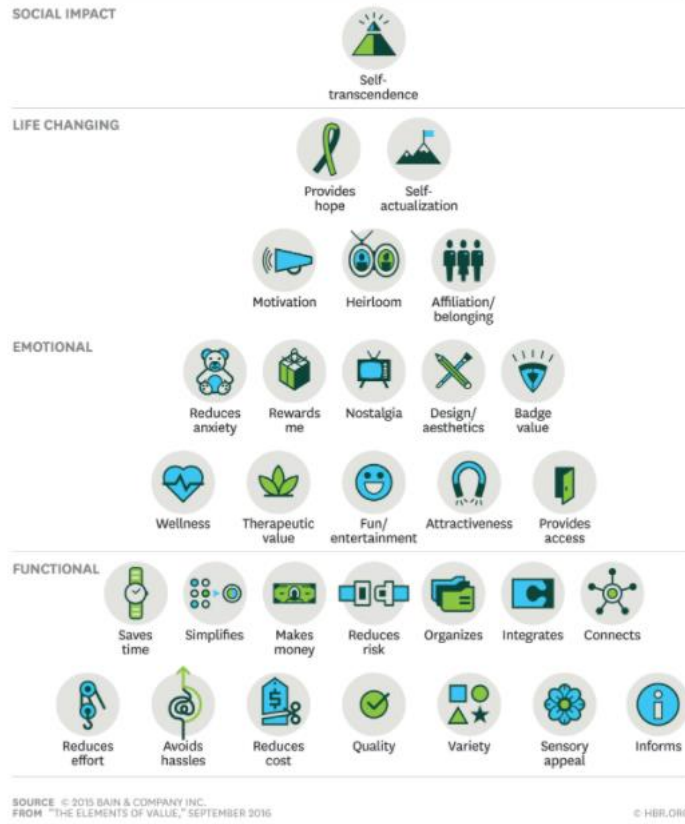 SOCIAL IMPACT
Self-
transcendence
LIFE CHANGING
Provides
hope
Self-
actualization
Motivation
Heirloom
Affiliation/
belonging
EMOTIONAL
Reduces
anxiety
Rewards
me
Nostalgia
Design/
aesthetics
Badge
value
Wellness
Therapeutic
value
Fun/
entertainment
Attractiveness
Provides
access
FUNCTIONAL
Saves
time
Simplifies
Makes
money
Reduces
risk
Organizes
Integrates
Connects
$
Reduces
effort
Avoids
hassles
Reduces
cost
Quality
Variety
Sensory
appeal
Informs
SOURCE © 2015 BAIN & COMPANY INC.
FROM "THE ELEMENTS OF VALUE," SEPTEMBER 2016
© HBR.ORG